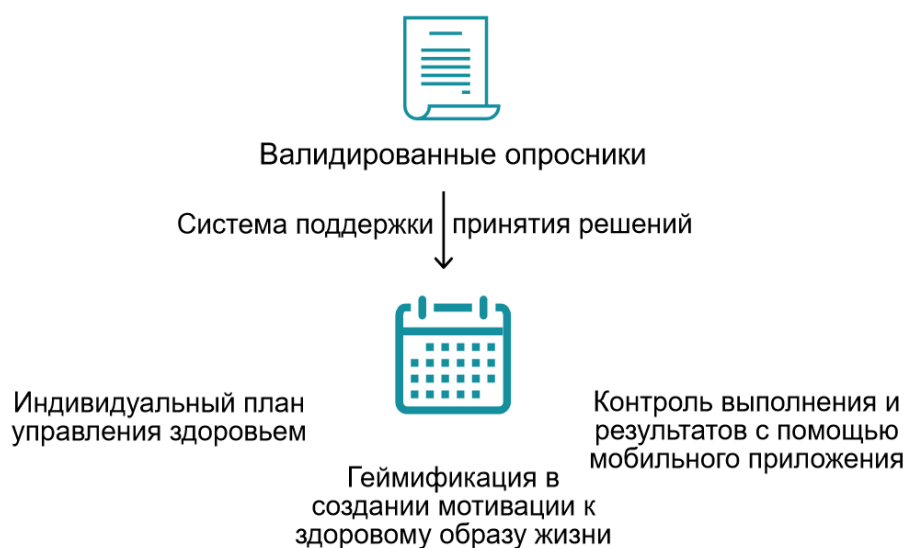 Валидированные опросники
Система поддержки принятия решений
Индивидуальный план
управления здоровьем
Геймификация в
создании мотивации к
здоровому образу жизни
Контроль выполнения и
результатов с помощью
мобильного приложения